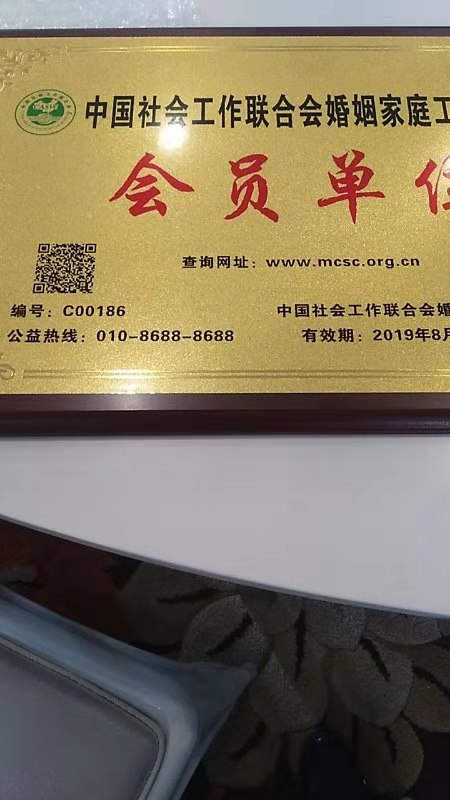 中国社会工作联合会婚姻家庭工
会员单位
查询网址：www.mcsc.org.cn
编号：C00186
中国社会工作联合会婚
公益热线：010-8688-8688
有效期：2019年8月